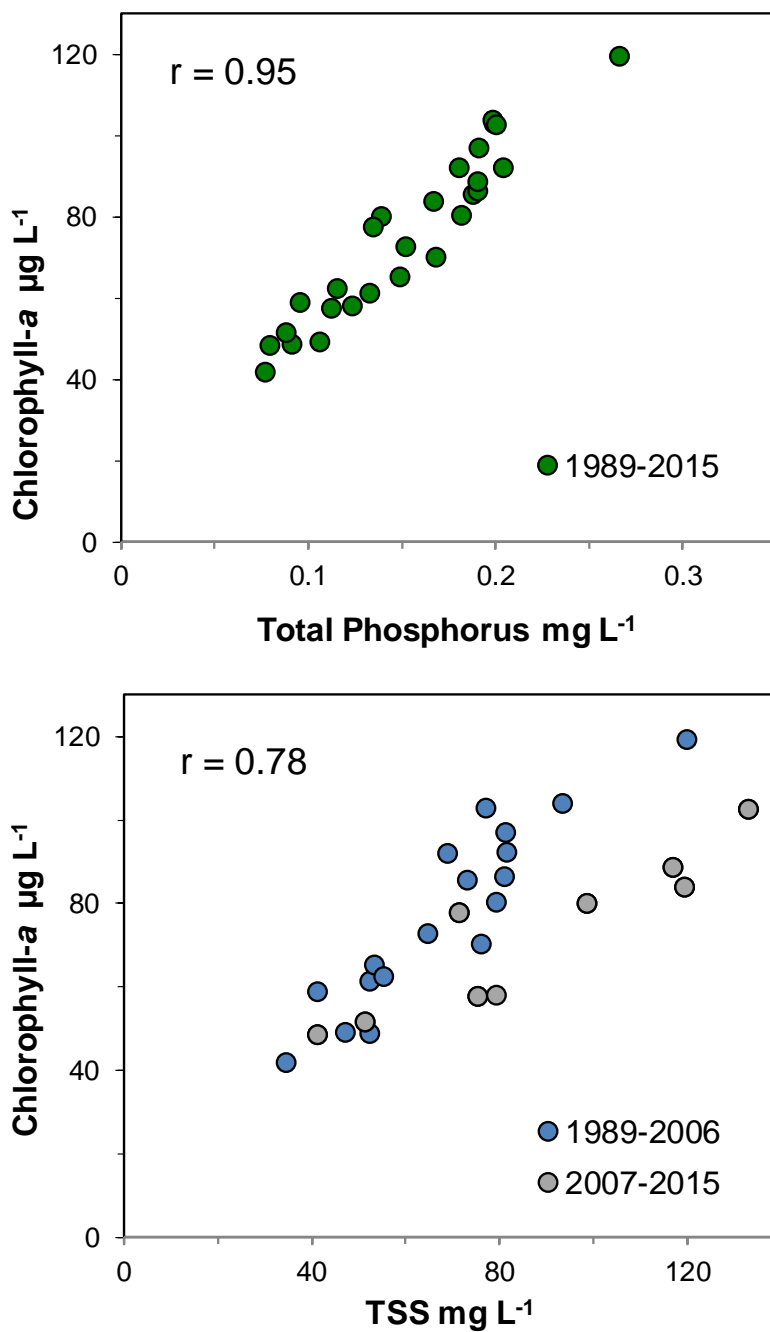 120
r = 0.95
80
Chlorophyll-a µg L-1
40
1989-2015
0
0 0.1 0.2 0.3
Total Phosphorus mg L-1
120
r = 0.78
80
Chlorophyll-a µg L-1
40
1989-2006
2007-2015
0
0 40 80 120
TSS mg L-1